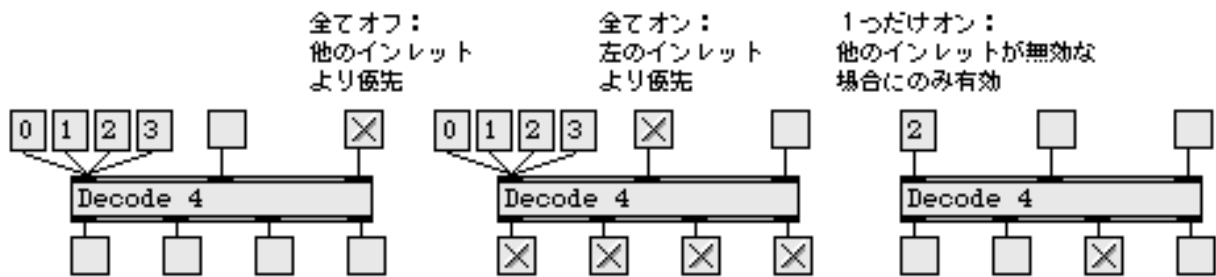 全てオフ：
他のインレット
より優先
全てオン：
左のインレット
より優先
1つだけオン：
他のインレットが無効な
場合にのみ有効
0 1 2 3
Decode 4
0 1 2 3
Decode 4
2
Decode 4